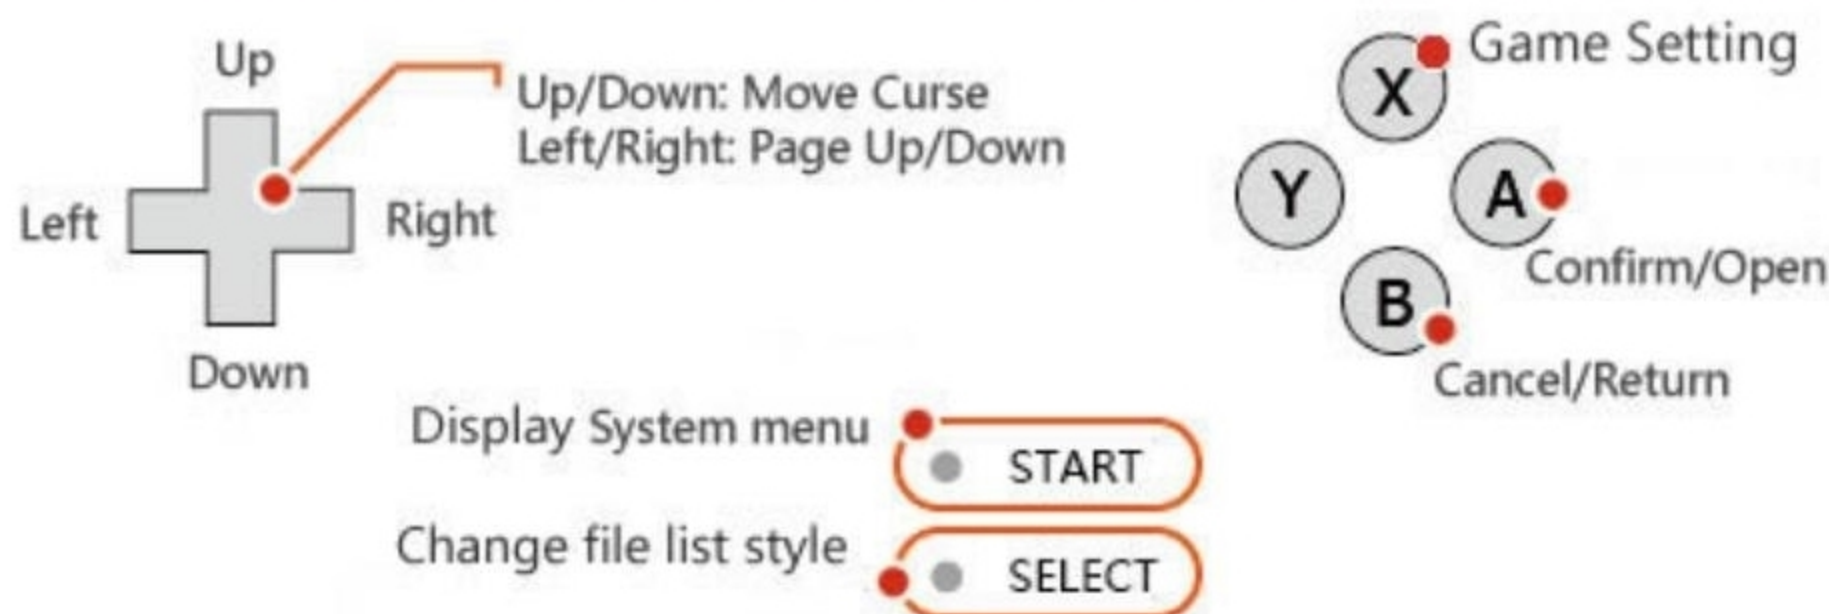 Up
Up/Down: Move Curse
Left/Right: Page Up/Down
Left
Right
Down
X
Game Setting
Y
A
Confirm/Open
B
Cancel/Return
Display System menu
START
Change file list style
SELECT